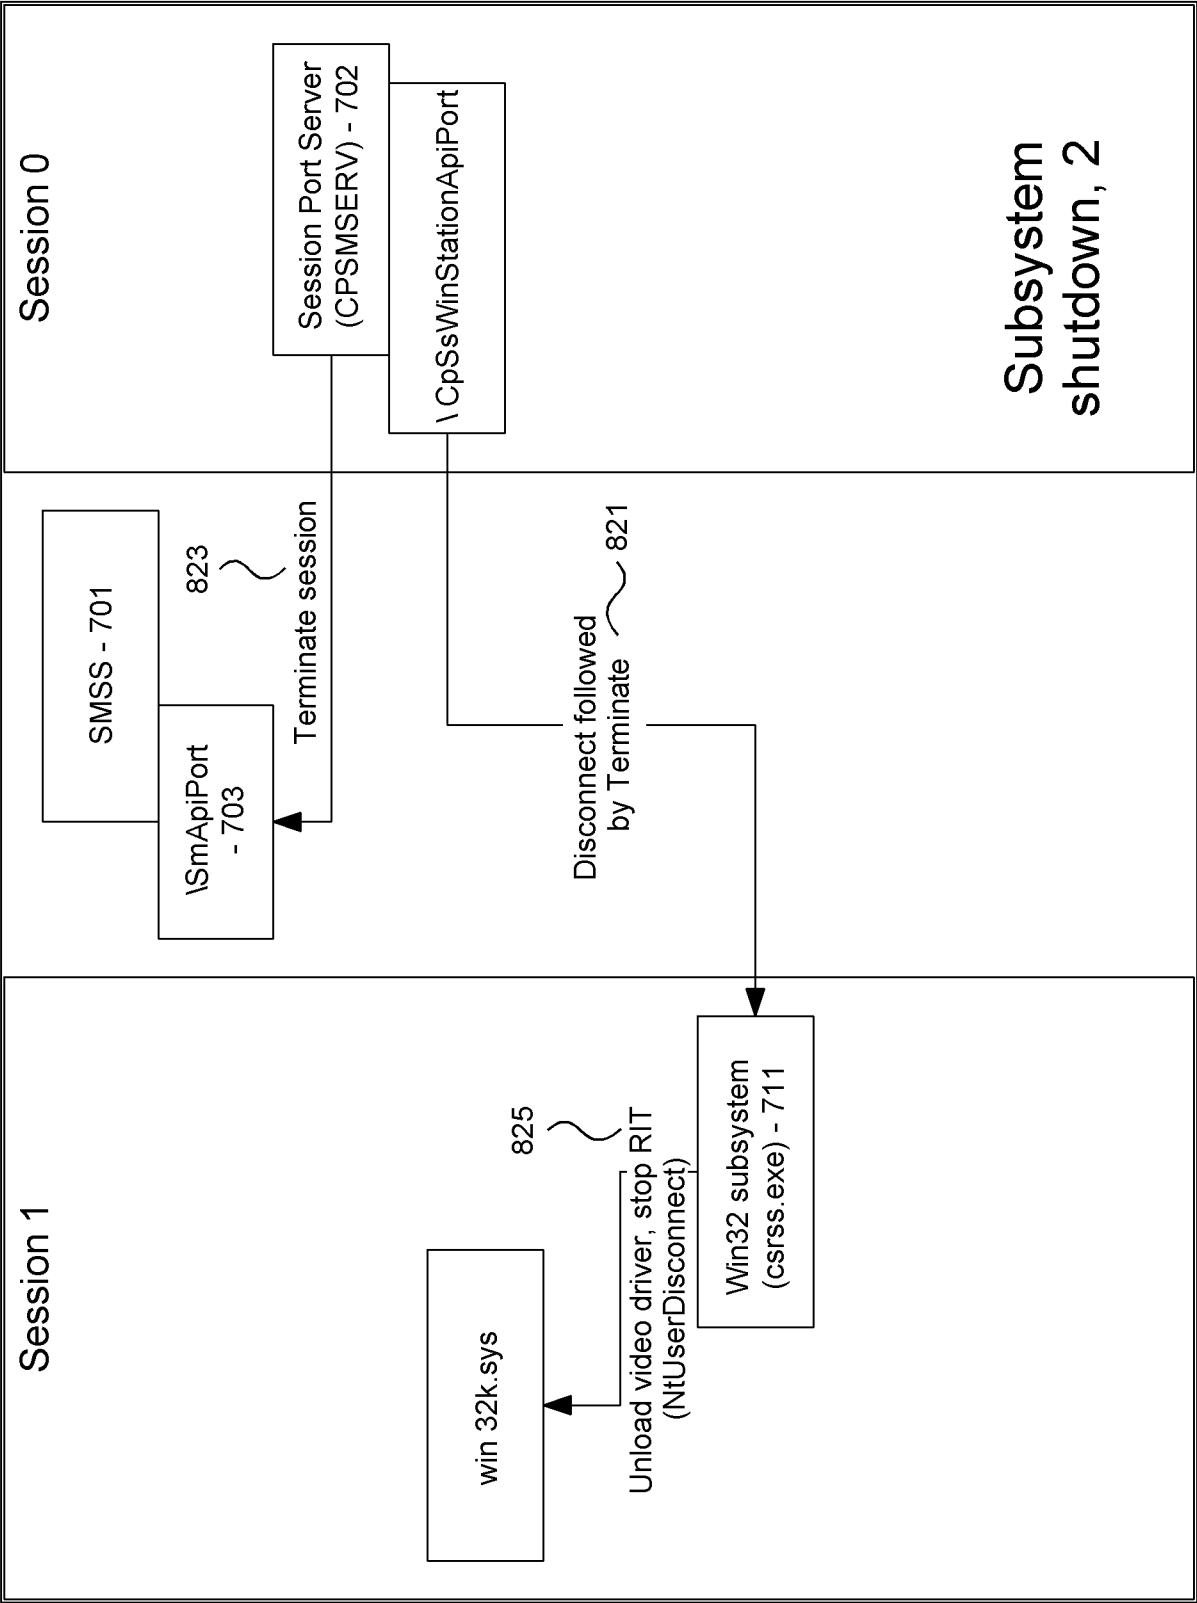 Session 1
Session 0
SMSS - 701
\SmApiPort
- 703
823
Terminate session
Session Port Server
(CPSMSERV) - 702
\ CpSsWinStationApiPort
win 32k.sys
825
Unload video driver, stop RIT
(NtUserDisconnect)
Win32 subsystem
(csrss.exe) - 711
Disconnect followed
by Terminate
821
Subsystem
shutdown, 2